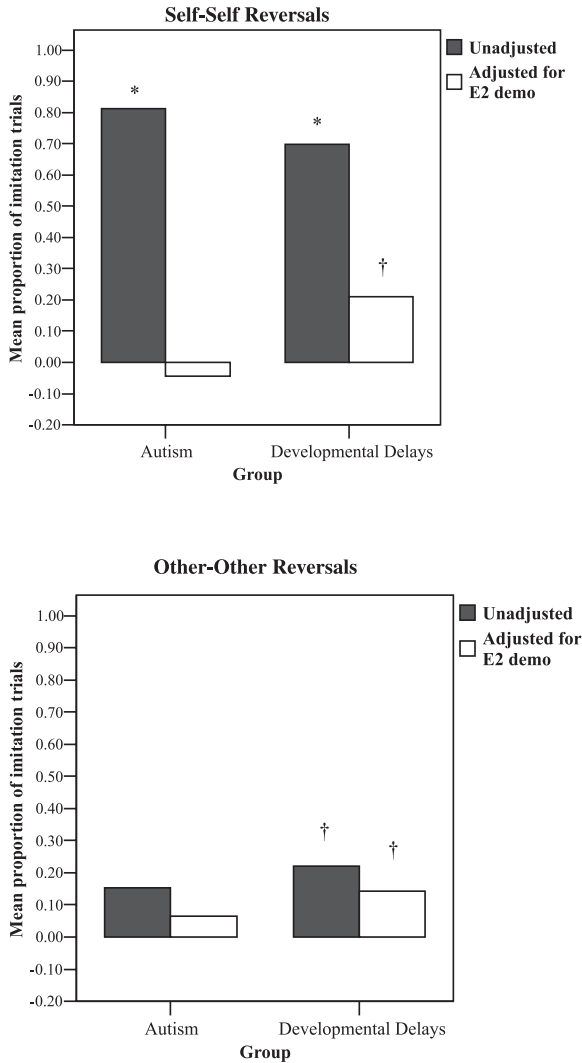 Self-Self Reversals
Mean proportion of imitation trials
1.00
0.90
0.80
0.70
0.60
0.50
0.40
0.30
0.20
0.10
0.00
-0.10
-0.20
*
*
†
Unadjusted
Adjusted for
E2 demo
Autism
Developmental Delays
Group
Other-Other Reversals
Mean proportion of imitation trials
1.00
0.90
0.80
0.70
0.60
0.50
0.40
0.30
0.20
0.10
0.00
-0.10
-0.20
†
†
Unadjusted
Adjusted for
E2 demo
Autism
Developmental Delays
Group